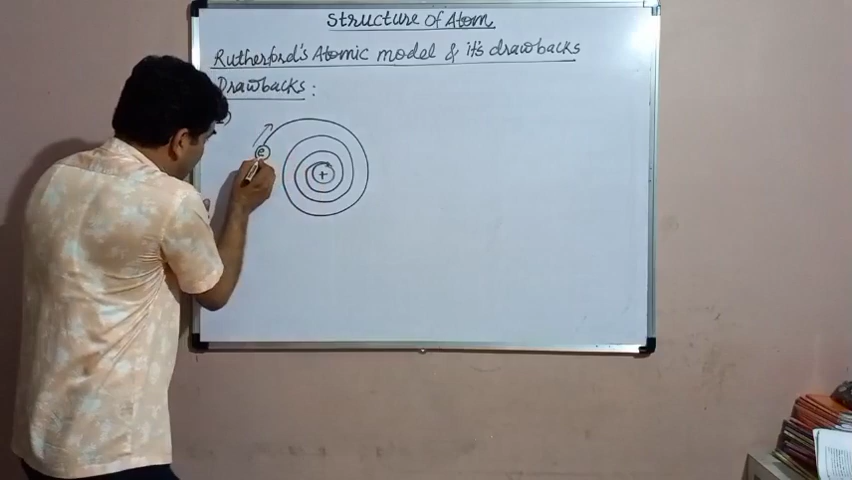 Structure of Atom
Rutherford's Atomic model & it's drawbacks
Drawbacks :
e
+